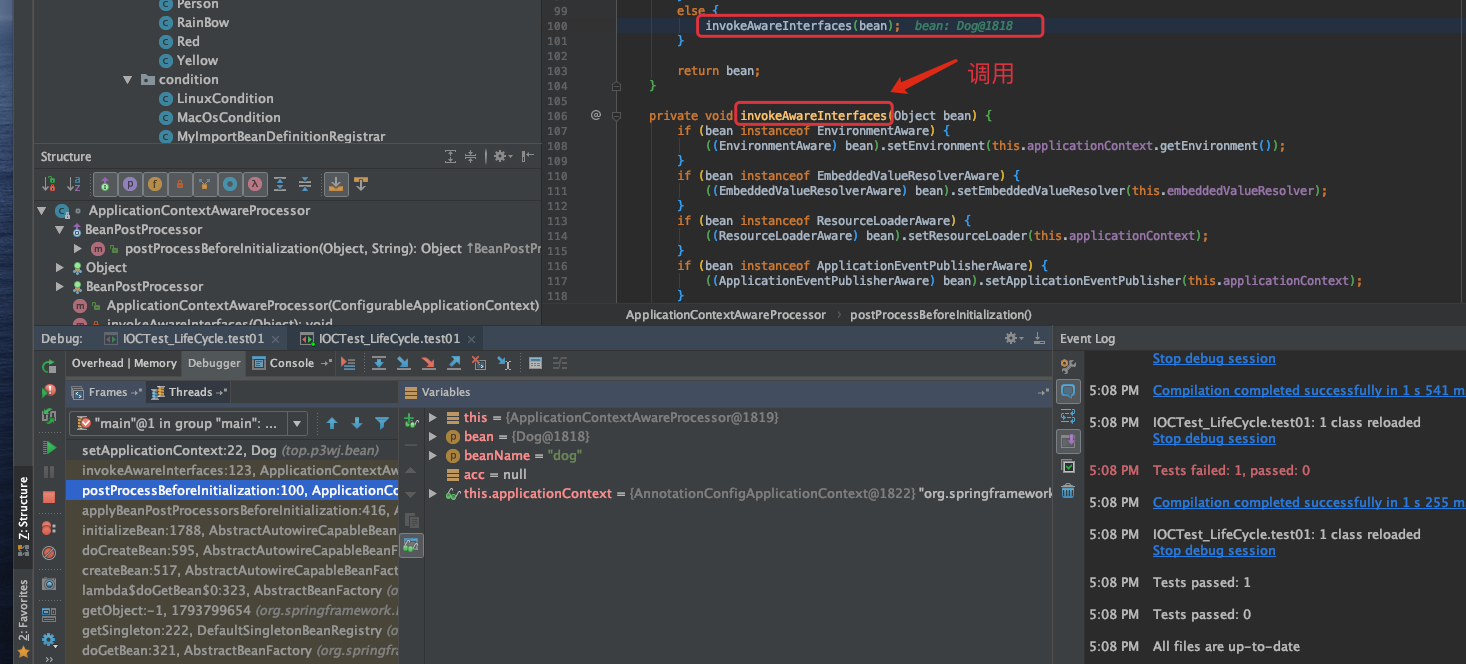 Person
RainBow
Red
Yellow
condition
LinuxCondition
MacOsCondition
MyImportBeanDefinitionRegistrar
Structure
ApplicationContextAwareProcessor
BeanPostProcessor
postProcessBeforeInitialization(Object, String): Object ↑BeanPostPr
Object
BeanPostProcessor
ApplicationContextAwareProcessor(ConfigurableApplicationContext)
invokeAwareInterfaces(Object): void
99 else {
100 invokeAwareInterfaces(bean); bean: Dog@1818
101 }
102
103 return bean;
104 }
调用
105
106 @ private void invokeAwareInterfaces(Object bean) {
107 if (bean instanceof EnvironmentAware) {
108 ((EnvironmentAware) bean).setEnvironment(this.applicationContext.getEnvironment());
109 }
110 if (bean instanceof EmbeddedValueResolverAware) {
111 ((EmbeddedValueResolverAware) bean).setEmbeddedValueResolver(this.embeddedValueResolver);
112 }
113 if (bean instanceof ResourceLoaderAware) {
114 ((ResourceLoaderAware) bean).setResourceLoader(this.applicationContext);
115 }
116 if (bean instanceof ApplicationEventPublisherAware) {
117 ((ApplicationEventPublisherAware) bean).setApplicationEventPublisher(this.applicationContext);
118 }
ApplicationContextAwareProcessor › postProcessBeforeInitialization()
Debug: IOCTest_LifeCycle.test01 × IOCTest_LifeCycle.test01 ×
Overhead | Memory Debugger Console
Frames Threads
"main"@1 in group "main": ...
setApplicationContext:22, Dog (top.p3wj.bean)
invokeAwareInterfaces:123, ApplicationContextAw
postProcessBeforeInitialization:100, ApplicationCo
applyBeanPostProcessorsBeforeInitialization:416, A
initializeBean:1788, AbstractAutowireCapableBean
doCreateBean:595, AbstractAutowireCapableBeanF
createBean:517, AbstractAutowireCapableBeanFact
lambda$doGetBean$0:323, AbstractBeanFactory (o
getObject:-1, 1793799654 (org.springframework.b
getSingleton:222, DefaultSingletonBeanRegistry (o
doGetBean:321, AbstractBeanFactory (org.springfr
Variables
this = {ApplicationContextAwareProcessor@1819}
bean = {Dog@1818}
beanName = "dog"
acc = null
this.applicationContext = {AnnotationConfigApplicationContext@1822} "org.springframework
Event Log
Stop debug session
5:08 PM Compilation completed successfully in 1 s 541 m
5:08 PM IOCTest_LifeCycle.test01: 1 class reloaded
Stop debug session
5:08 PM Tests failed: 1, passed: 0
5:08 PM Compilation completed successfully in 1 s 255 m
5:08 PM IOCTest_LifeCycle.test01: 1 class reloaded
Stop debug session
5:08 PM Tests passed: 1
5:08 PM Tests passed: 0
5:08 PM All files are up-to-date
Z: Structure
2: Favorites